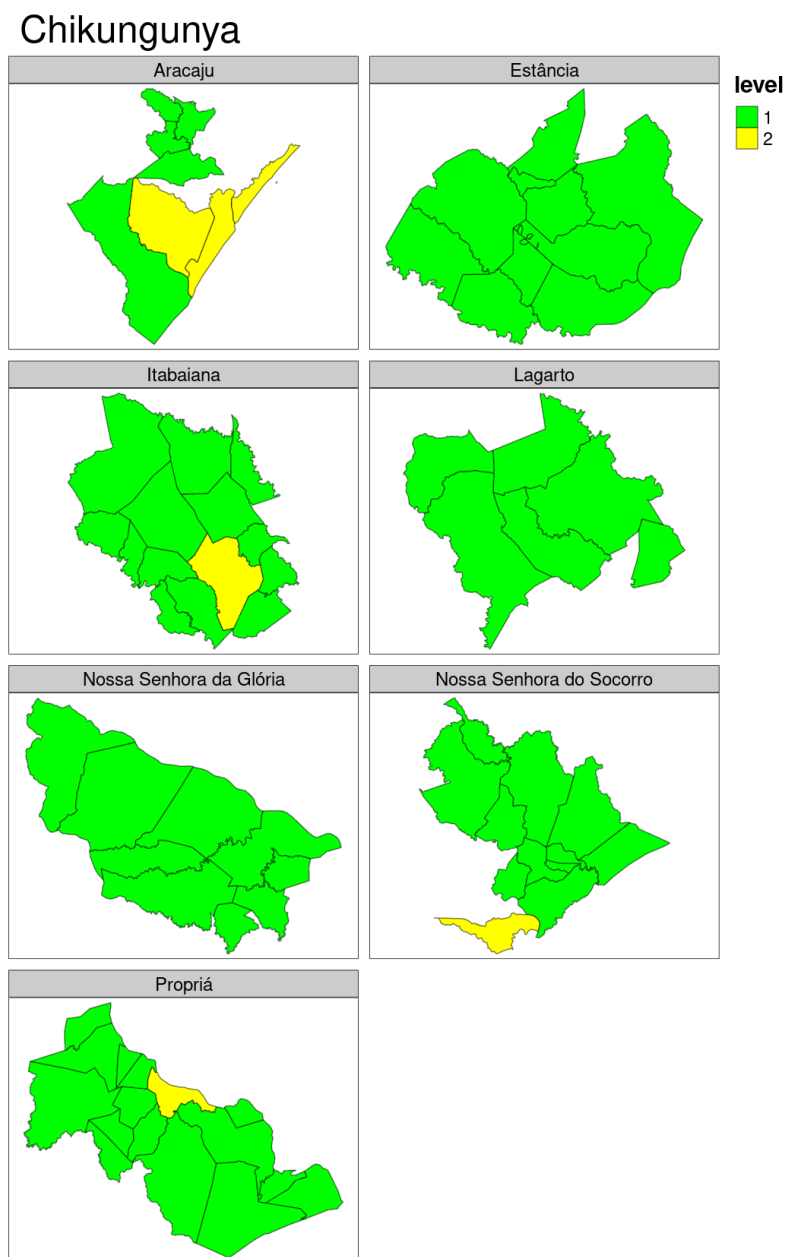 Chikungunya
Aracaju
Estância
level
1
2
Itabaiana
Lagarto
Nossa Senhora da Glória
Nossa Senhora do Socorro
Propriá